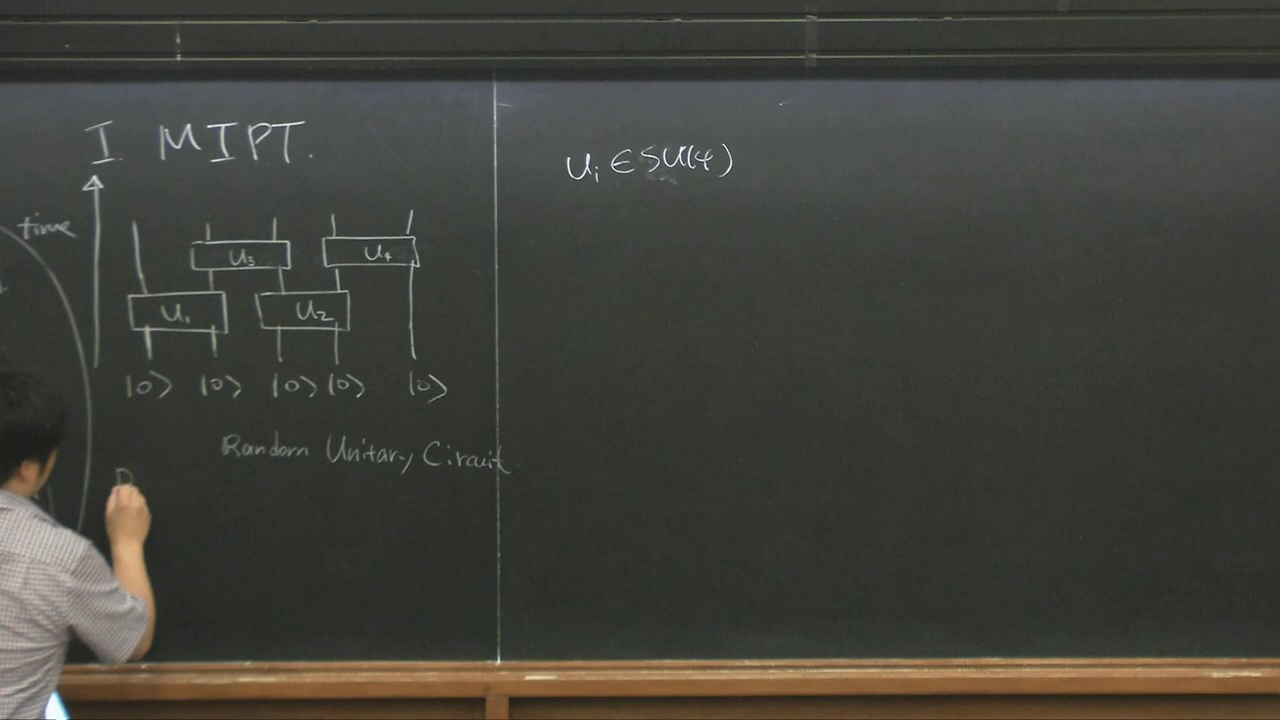 I. MIPT.
time
U₃ U₄
U₁ U₂
|0⟩ |0⟩ |0⟩ |0⟩ |0⟩
Random Unitary Circuit.
Uᵢ ∈ SU(4)